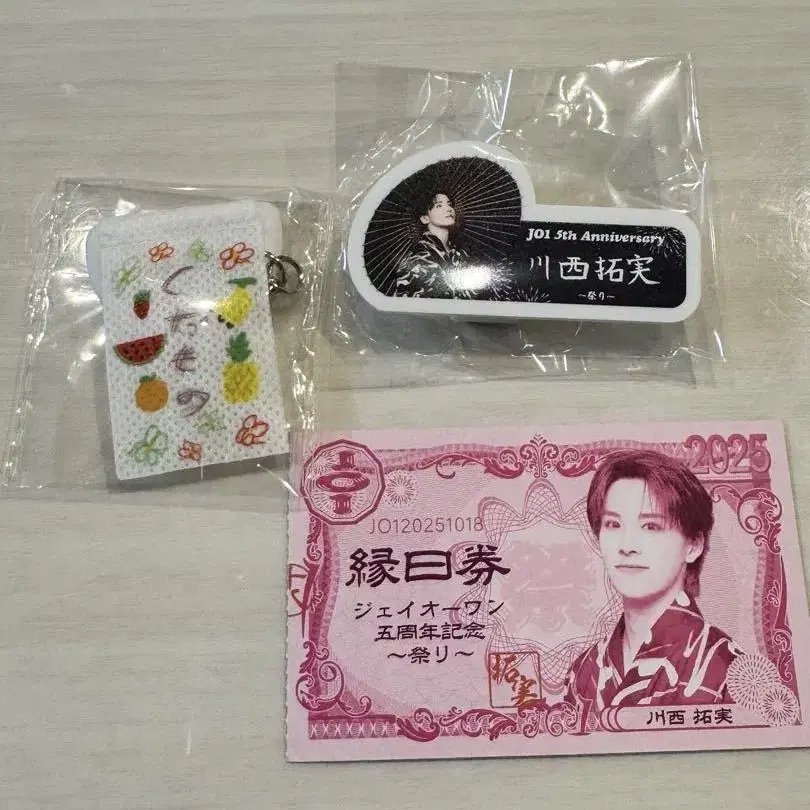 くだもの
JO1 5th Anniversary
川西拓実
～祭り～
2025
JO120251018
縁日券
ジェイオーワン
五周年記念
～祭り～
祭
拓実
川西 拓実